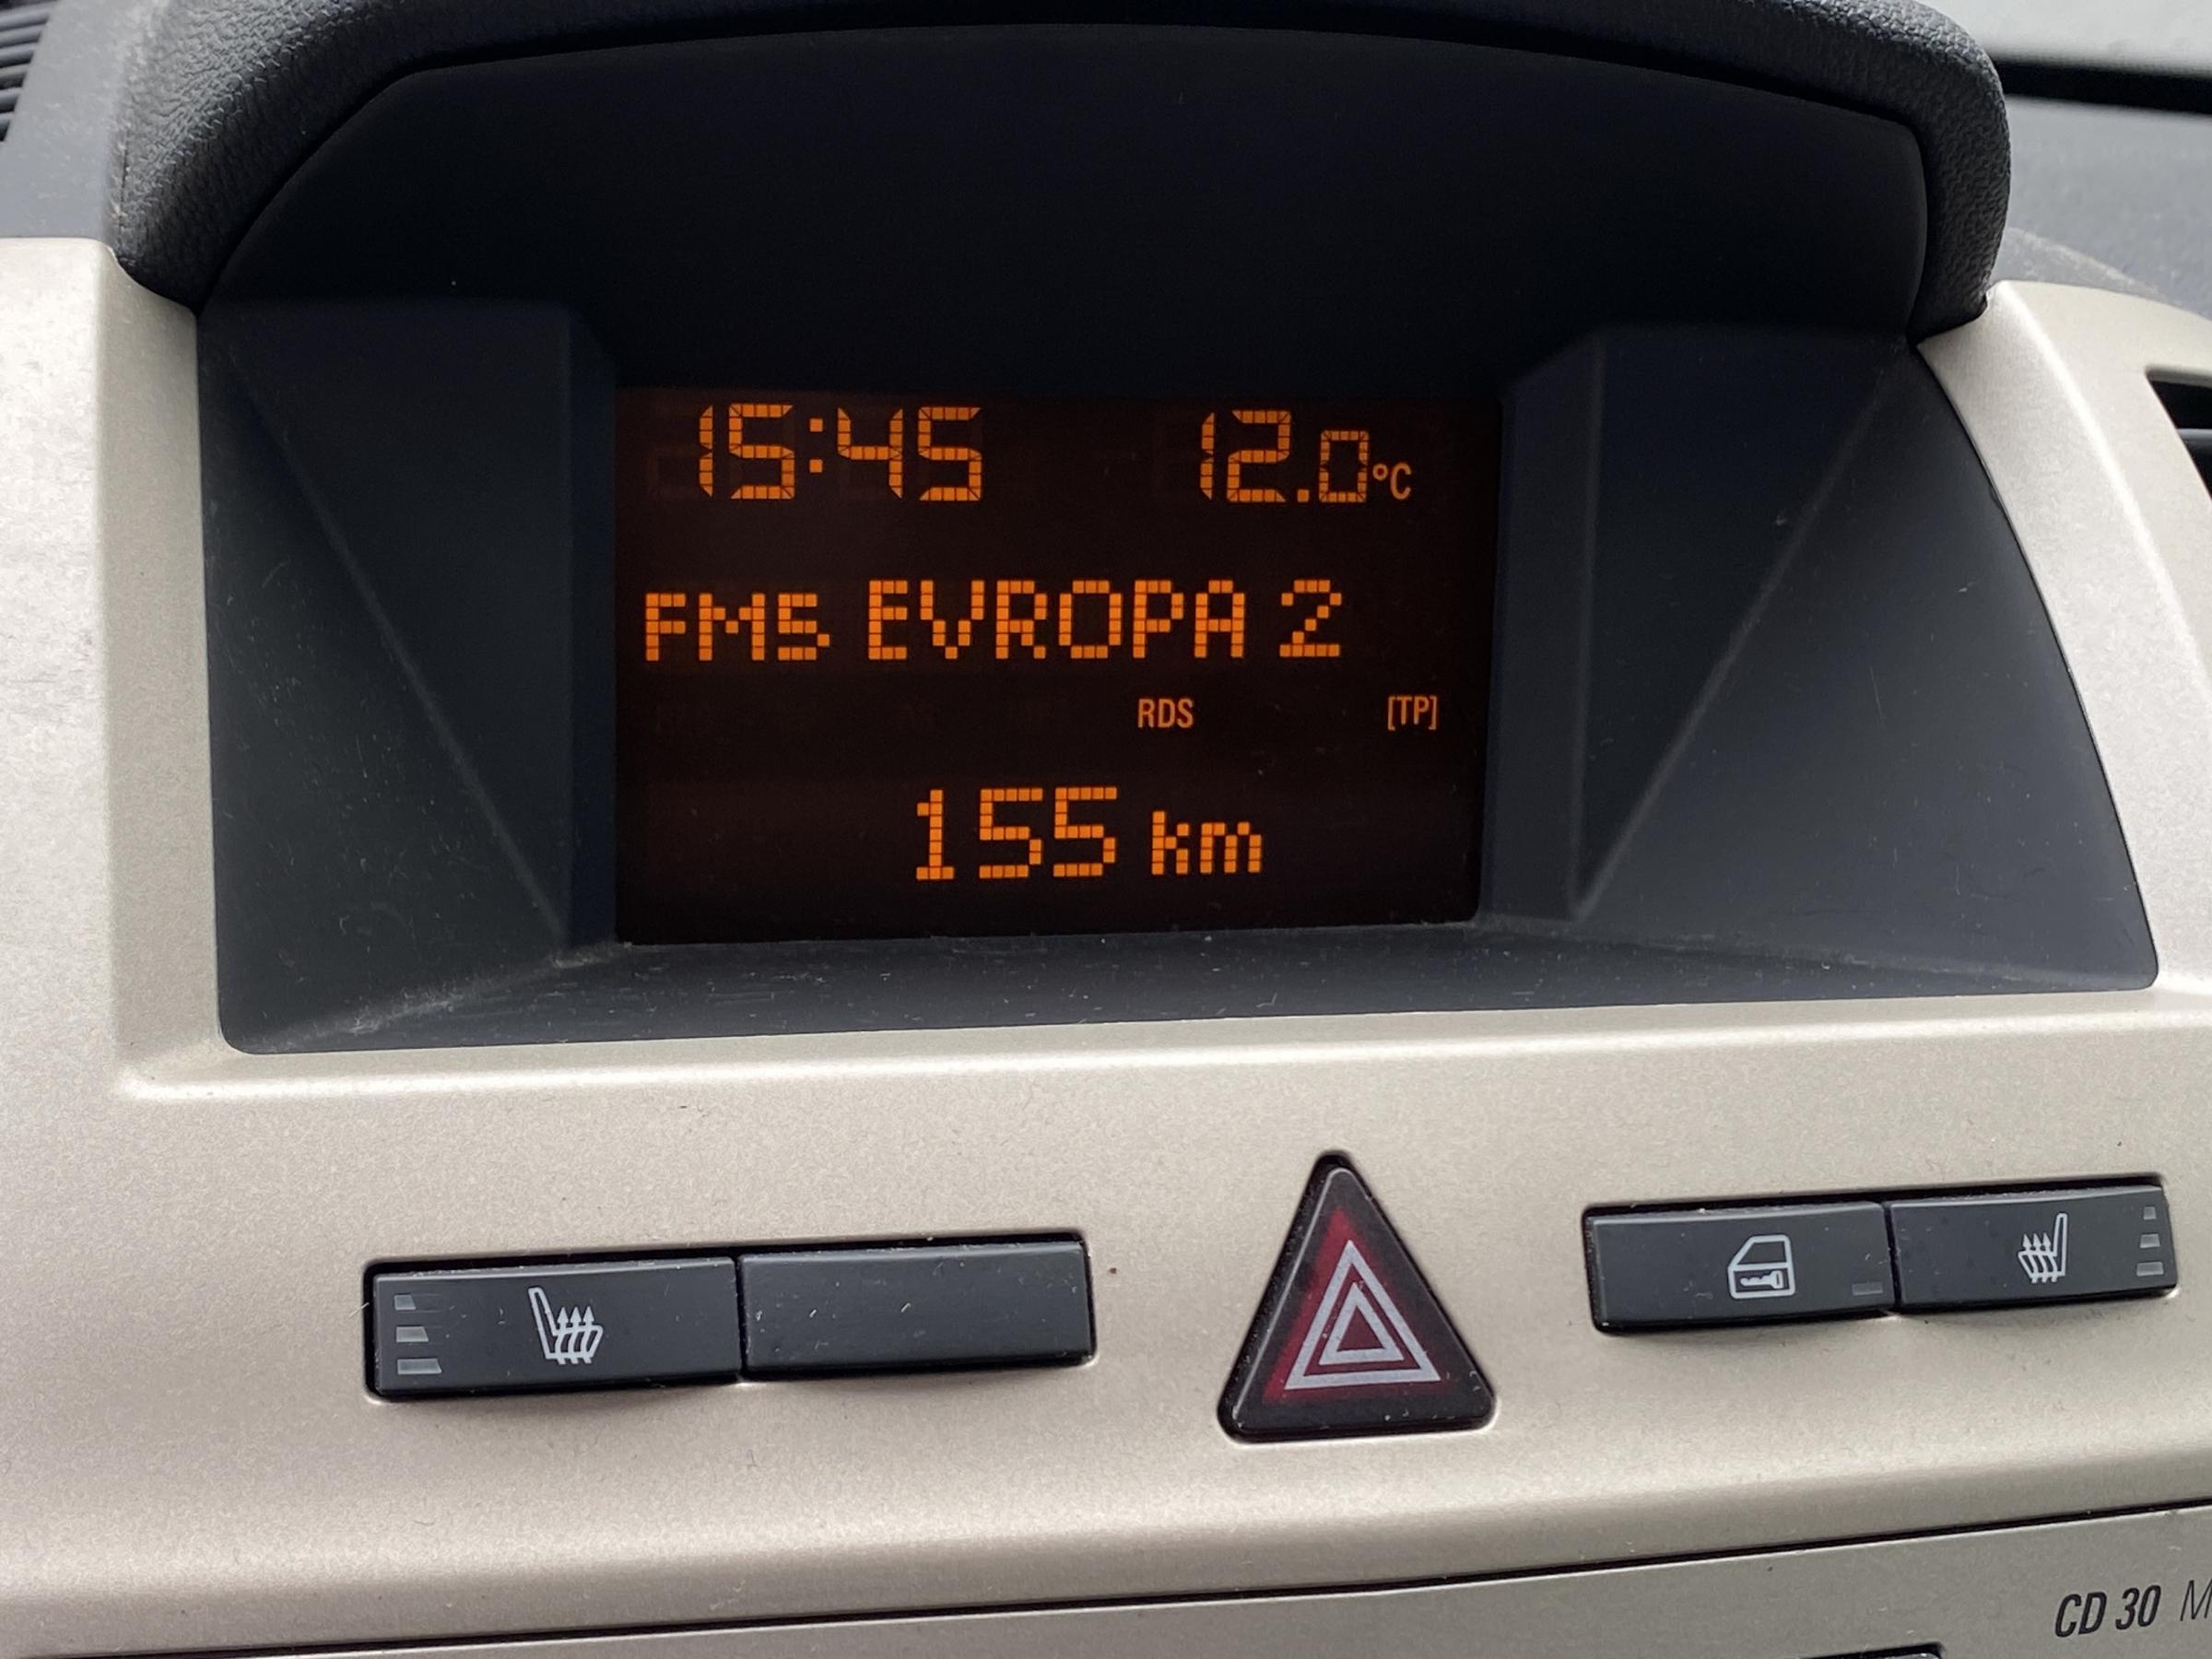 15:45 12.0°C
FM5 EVROPA 2
RDS [TP]
155 km
CD 30